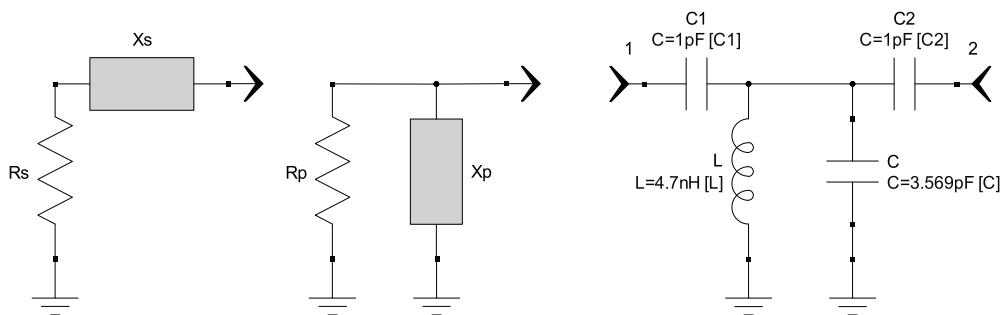 Xs
Rs
Rp
Xp
1
C1
C=1pF [C1]
C2
C=1pF [C2]
2
L
L=4.7nH [L]
C
C=3.569pF [C]